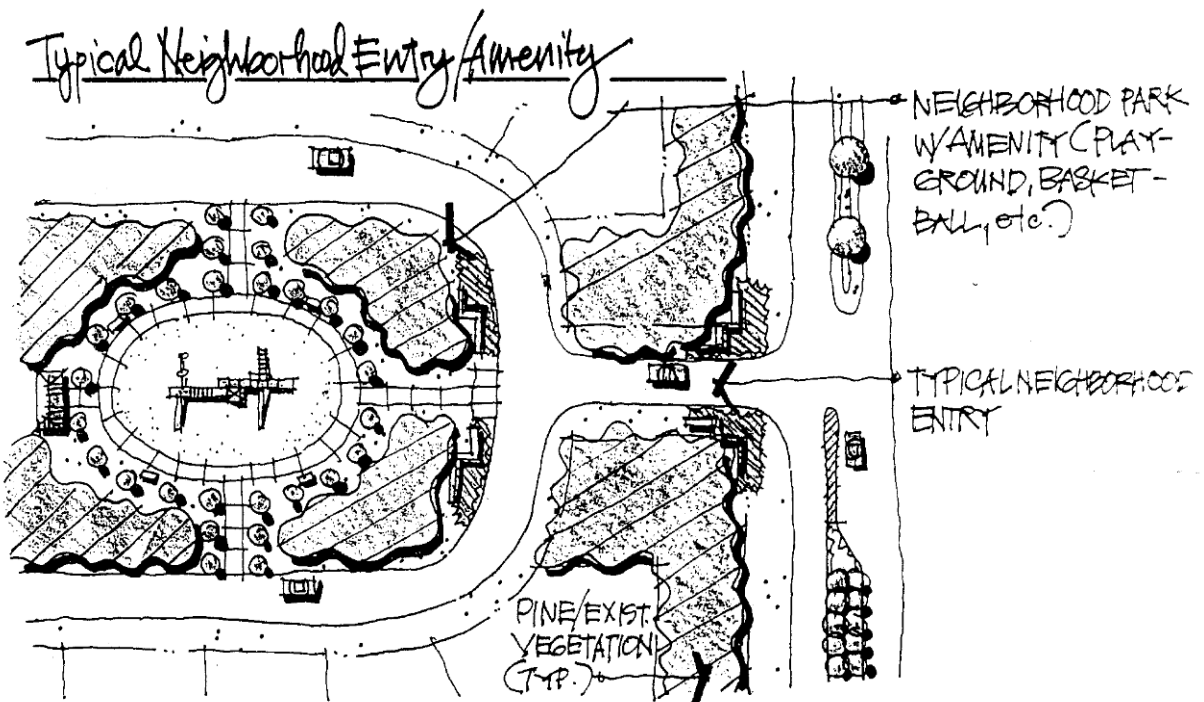 Typical Neighborhood Entry/Amenity
NEIGHBORHOOD PARK
W/AMENITY (PLAY-
GROUND, BASKET-
BALL, etc.)
TYPICAL NEIGHBORHOOD
ENTRY
PINE/EXIST.
VEGETATION
(TYP.)